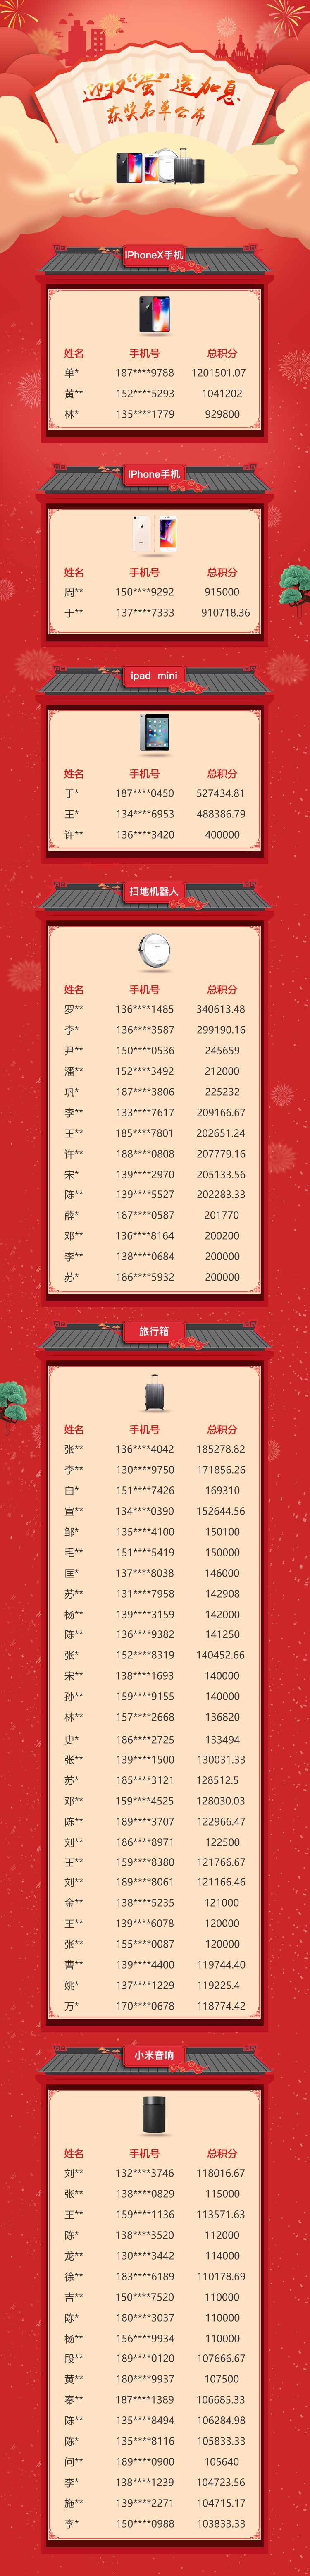 迎双“蛋”送加息
获奖名单公布
iPhoneX手机
姓名 手机号 总积分
单* 187****9788 1201501.07
黄** 152****5293 1041202
林* 135****1779 929800
iPhone手机
姓名 手机号 总积分
周** 150****9292 915000
于** 137****7333 910718.36
ipad mini
姓名 手机号 总积分
于* 187****0450 527434.81
王* 134****6953 488386.79
许** 136****3420 400000
扫地机器人
姓名 手机号 总积分
罗** 136****1485 340613.48
李* 136****3587 299190.16
尹** 150****0536 245659
潘** 152****3492 212000
巩* 187****3806 225232
李** 133****7617 209166.67
王** 185****7801 202651.24
许** 188****0808 207779.16
宋* 139****2970 205133.56
陈** 139****5527 202283.33
薛* 187****0587 201770
邓** 136****8164 200200
李** 138****0684 200000
苏* 186****5932 200000
旅行箱
姓名 手机号 总积分
张** 136****4042 185278.82
李** 130****9750 171856.26
白* 151****7426 169310
宣** 134****0390 152644.56
邹* 135****4100 150100
毛** 151****5419 150000
匡* 137****8038 146000
苏** 131****7958 142908
杨** 139****3159 142000
陈** 136****9382 141250
张* 152****8319 140452.66
宋** 138****1693 140000
孙** 159****9155 140000
林** 157****2668 136820
史* 186****2725 133494
张** 139****1500 130031.33
苏* 185****3121 128512.5
邓** 159****4525 128030.03
陈** 189****3707 122966.47
刘** 186****8971 122500
王** 159****8380 121766.67
刘** 189****8061 121166.46
金** 138****5235 121000
王** 139****6078 120000
张** 155****0087 120000
曹** 139****4400 119744.40
姚* 137****1229 119225.4
万* 170****0678 118774.42
小米音响
姓名 手机号 总积分
刘** 132****3746 118016.67
张** 138****0829 115000
王** 159****1136 113571.63
陈* 138****3520 112000
龙** 130****3442 114000
徐** 183****6189 110178.69
吉** 150****7520 110000
陈* 180****3037 110000
杨** 156****9934 110000
段** 189****0120 107666.67
黄** 180****9937 107500
秦** 187****1389 106685.33
陈** 135****8494 106284.98
陈* 135****8116 105833.33
问** 189****0900 105640
李* 138****1239 104723.56
施** 139****2271 104715.17
李* 150****0988 103833.33